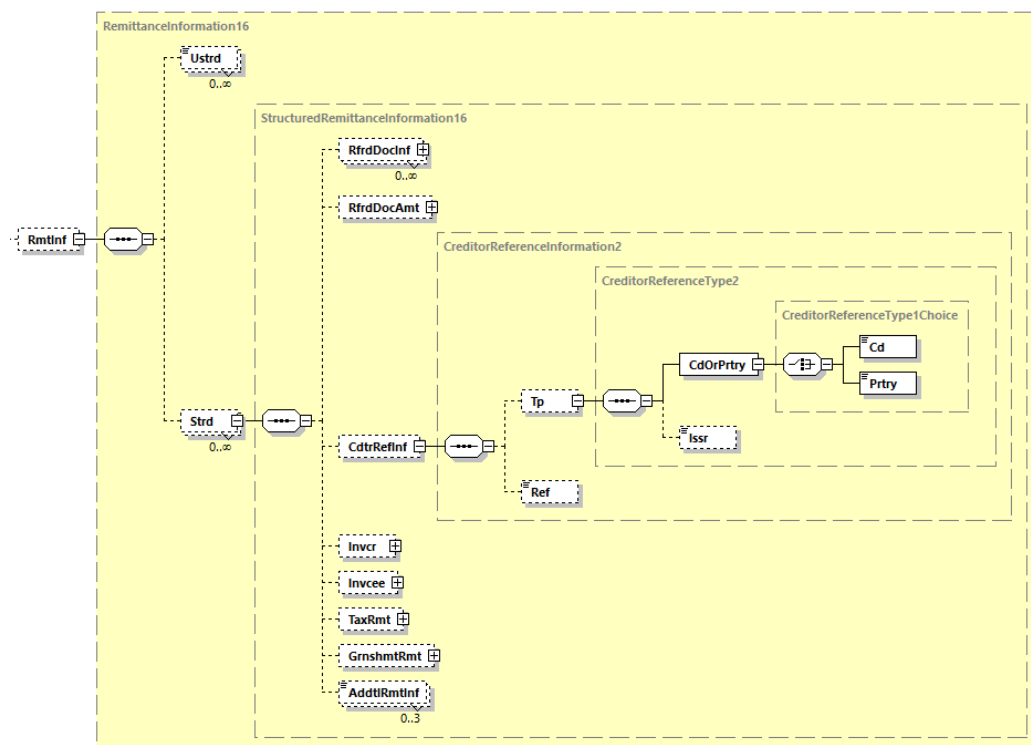 RemittanceInformation16
Ustrd
0..∞
StructuredRemittanceInformation16
RfrdDocInf
0..∞
RfrdDocAmt
RmtInf
CreditorReferenceInformation2
CreditorReferenceType2
CreditorReferenceType1Choice
Cd
CdOrPrtry
Prtry
Tp
Strd
0..∞
Issr
CdtrRefInf
Ref
Invcr
Invcee
TaxRmt
GrnshmtRmt
AddtlRmtInf
0..3